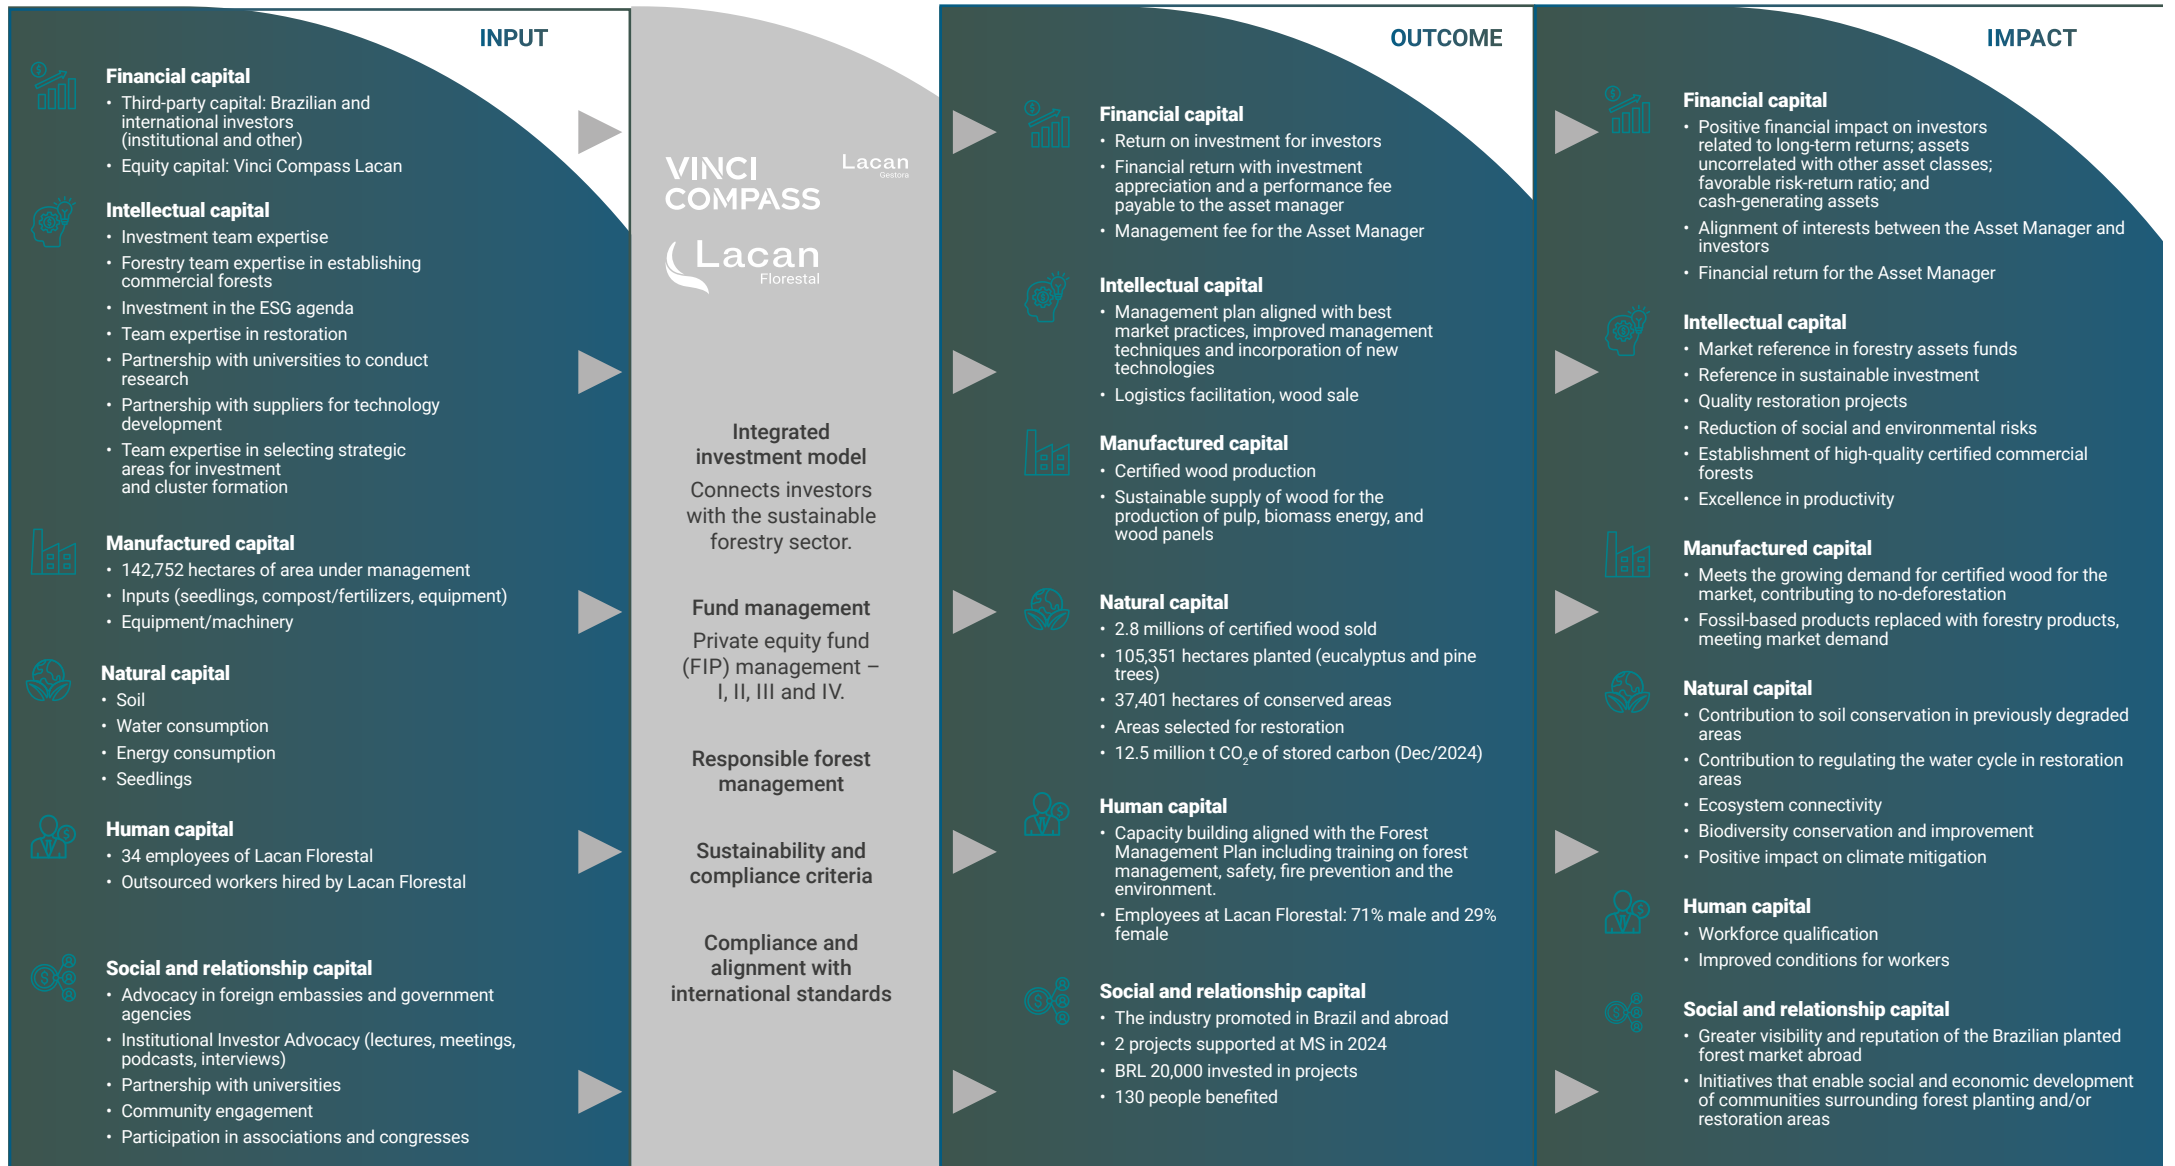 INPUT
Financial capital
• Third-party capital: Brazilian and
international investors
(institutional and other)
• Equity capital: Vinci Compass Lacan
Intellectual capital
• Investment team expertise
• Forestry team expertise in establishing
commercial forests
• Investment in the ESG agenda
• Team expertise in restoration
• Partnership with universities to conduct
research
• Partnership with suppliers for technology
development
• Team expertise in selecting strategic
areas for investment
and cluster formation
Manufactured capital
• 142,752 hectares of area under management
• Inputs (seedlings, compost/fertilizers, equipment)
• Equipment/machinery
Natural capital
• Soil
• Water consumption
• Energy consumption
• Seedlings
Human capital
• 34 employees of Lacan Florestal
• Outsourced workers hired by Lacan Florestal
Social and relationship capital
• Advocacy in foreign embassies and government
agencies
• Institutional Investor Advocacy (lectures, meetings,
podcasts, interviews)
• Partnership with universities
• Community engagement
• Participation in associations and congresses
VINCI
COMPASS
Lacan
Gestora
Lacan
Florestal
Integrated
investment model
Connects investors
with the sustainable
forestry sector.
Fund management
Private equity fund
(FIP) management –
I, II, III and IV.
Responsible forest
management
Sustainability and
compliance criteria
Compliance and
alignment with
international standards
OUTCOME
Financial capital
• Return on investment for investors
• Financial return with investment
appreciation and a performance fee
payable to the asset manager
• Management fee for the Asset Manager
Intellectual capital
• Management plan aligned with best
market practices, improved management
techniques and incorporation of new
technologies
• Logistics facilitation, wood sale
Manufactured capital
• Certified wood production
• Sustainable supply of wood for the
production of pulp, biomass energy, and
wood panels
Natural capital
• 2.8 millions of certified wood sold
• 105,351 hectares planted (eucalyptus and pine
trees)
• 37,401 hectares of conserved areas
• Areas selected for restoration
• 12.5 million t CO₂e of stored carbon (Dec/2024)
Human capital
• Capacity building aligned with the Forest
Management Plan including training on forest
management, safety, fire prevention and the
environment.
• Employees at Lacan Florestal: 71% male and 29%
female
Social and relationship capital
• The industry promoted in Brazil and abroad
• 2 projects supported at MS in 2024
• BRL 20,000 invested in projects
• 130 people benefited
IMPACT
Financial capital
• Positive financial impact on investors
related to long-term returns; assets
uncorrelated with other asset classes;
favorable risk-return ratio; and
cash-generating assets
• Alignment of interests between the Asset Manager and
investors
• Financial return for the Asset Manager
Intellectual capital
• Market reference in forestry assets funds
• Reference in sustainable investment
• Quality restoration projects
• Reduction of social and environmental risks
• Establishment of high-quality certified commercial
forests
• Excellence in productivity
Manufactured capital
• Meets the growing demand for certified wood for the
market, contributing to no-deforestation
• Fossil-based products replaced with forestry products,
meeting market demand
Natural capital
• Contribution to soil conservation in previously degraded
areas
• Contribution to regulating the water cycle in restoration
areas
• Ecosystem connectivity
• Biodiversity conservation and improvement
• Positive impact on climate mitigation
Human capital
• Workforce qualification
• Improved conditions for workers
Social and relationship capital
• Greater visibility and reputation of the Brazilian planted
forest market abroad
• Initiatives that enable social and economic development
of communities surrounding forest planting and/or
restoration areas